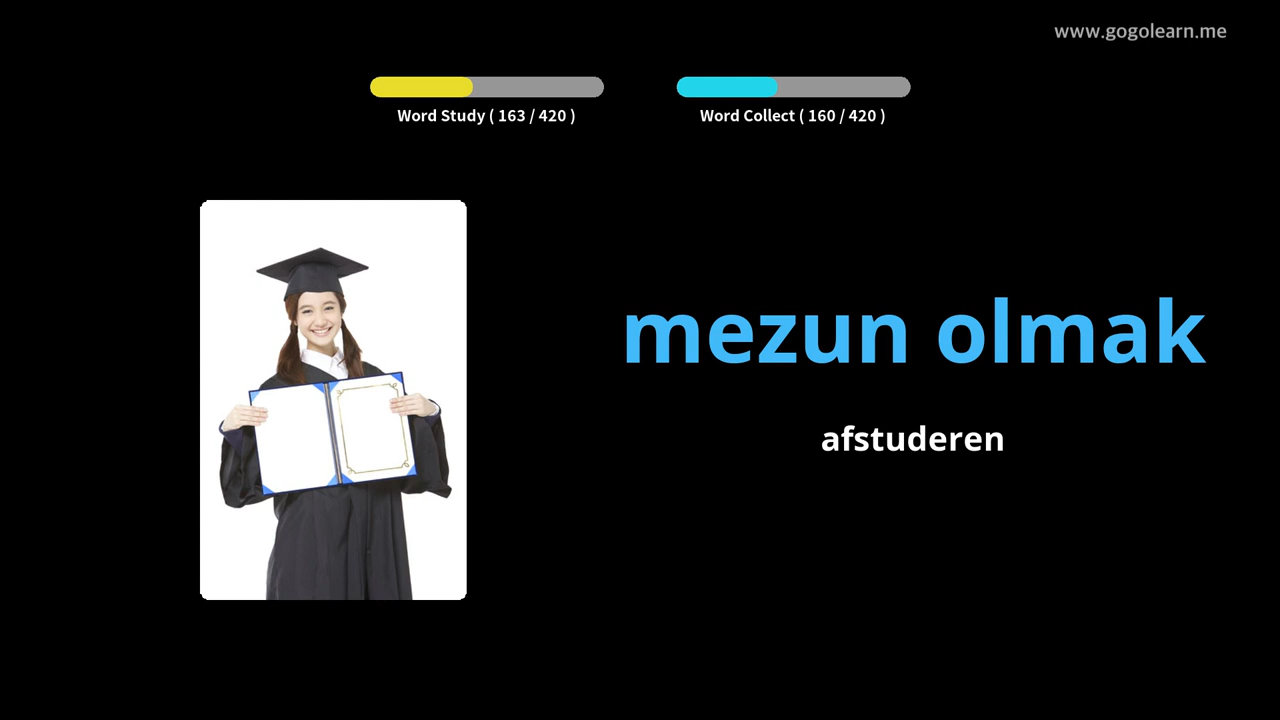 www.gogolearn.me
Word Study ( 163 / 420 )
Word Collect ( 160 / 420 )
mezun olmak
afstuderen